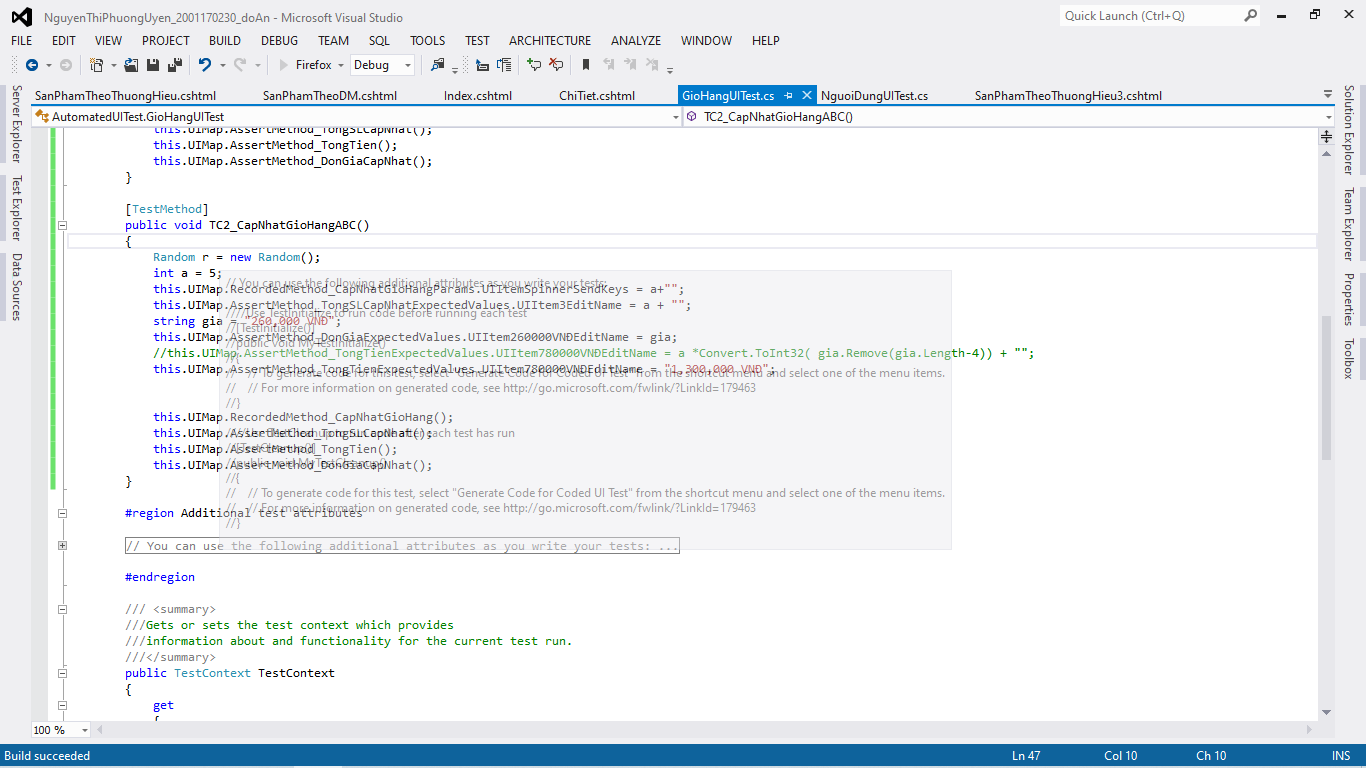 NguyenThiPhuongUyen_2001170230_doAn - Microsoft Visual Studio
Quick Launch (Ctrl+Q)
FILE EDIT VIEW PROJECT BUILD DEBUG TEAM SQL TOOLS TEST ARCHITECTURE ANALYZE WINDOW HELP
Firefox Debug
Server Explorer
Test Explorer
Data Sources
SanPhamTheoThuongHieu.cshtml SanPhamTheoDM.cshtml Index.cshtml ChiTiet.cshtml GioHangUITest.cs NguoiDungUITest.cs SanPhamTheoThuongHieu3.cshtml
AutomatedUITest.GioHangUITest TC2_CapNhatGioHangABC()
this.UIMap.AssertMethod_TongSLCapNhat();
this.UIMap.AssertMethod_TongTien();
this.UIMap.AssertMethod_DonGiaCapNhat();
}
[TestMethod]
public void TC2_CapNhatGioHangABC()
{
Random r = new Random();
int a = 5;
// You can use the following additional attributes as you write your tests:
this.UIMap.RecordedMethod_CapNhatGioHangParams.UIItemSpinnerSendKeys = a+"";
this.UIMap.AssertMethod_TongSLCapNhatExpectedValues.UIItem3EditName = a + "";
////Use TestInitialize to run code before running each test
string gia = "260,000 VNĐ";
//[TestInitialize()]
this.UIMap.AssertMethod_DonGiaExpectedValues.UIItem260000VNĐEditName = gia;
//public void MyTestInitialize()
//this.UIMap.AssertMethod_TongTienExpectedValues.UIItem780000VNĐEditName = a *Convert.ToInt32( gia.Remove(gia.Length-4)) + "";
//{
this.UIMap.AssertMethod_TongTienExpectedValues.UIItem780000VNĐEditName = "1,300,000 VNĐ";
// // To generate code for this test, select "Generate Code for Coded UI Test" from the shortcut menu and select one of the menu items.
// // For more information on generated code, see http://go.microsoft.com/fwlink/?LinkId=179463
//}
this.UIMap.RecordedMethod_CapNhatGioHang();
this.UIMap.AssertMethod_TongSLCapNhat();
////Use TestCleanup to run code after each test has run
this.UIMap.AssertMethod_TongTien();
//[TestCleanup()]
this.UIMap.AssertMethod_DonGiaCapNhat();
//public void MyTestCleanup()
//{
}
// // To generate code for this test, select "Generate Code for Coded UI Test" from the shortcut menu and select one of the menu items.
// // For more information on generated code, see http://go.microsoft.com/fwlink/?LinkId=179463
#region Additional test attributes
//}
// You can use the following additional attributes as you write your tests: ...
#endregion
/// <summary>
///Gets or sets the test context which provides
///information about and functionality for the current test run.
///</summary>
public TestContext TestContext
{
get
{
Solution Explorer
Team Explorer
Properties
Toolbox
100 %
Build succeeded Ln 47 Col 10 Ch 10 INS